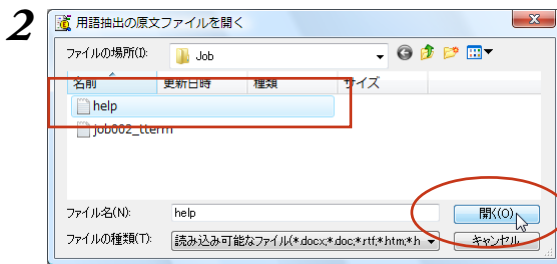 2
用語抽出の原文ファイルを開く
ファイルの場所(I): Job
名前 更新日時 種類 サイズ
help
job002_tterm
ファイル名(N): help 開く(O)
ファイルの種類(T): 読み込み可能なファイル(*.docx;*.doc;*.rtf;*.htm;*.h キャンセル